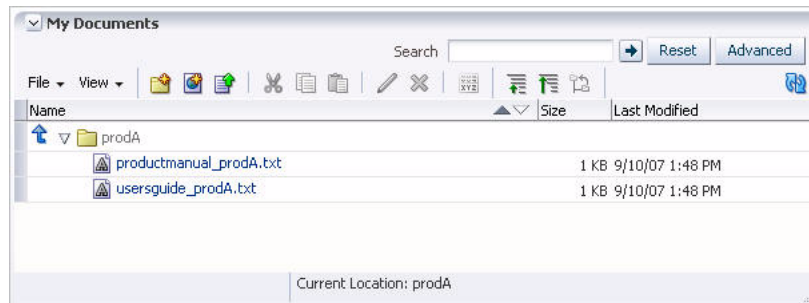 My Documents
Search Reset Advanced
File View
Name Size Last Modified
prodA
productmanual_prodA.txt 1 KB 9/10/07 1:48 PM
usersguide_prodA.txt 1 KB 9/10/07 1:48 PM
Current Location: prodA